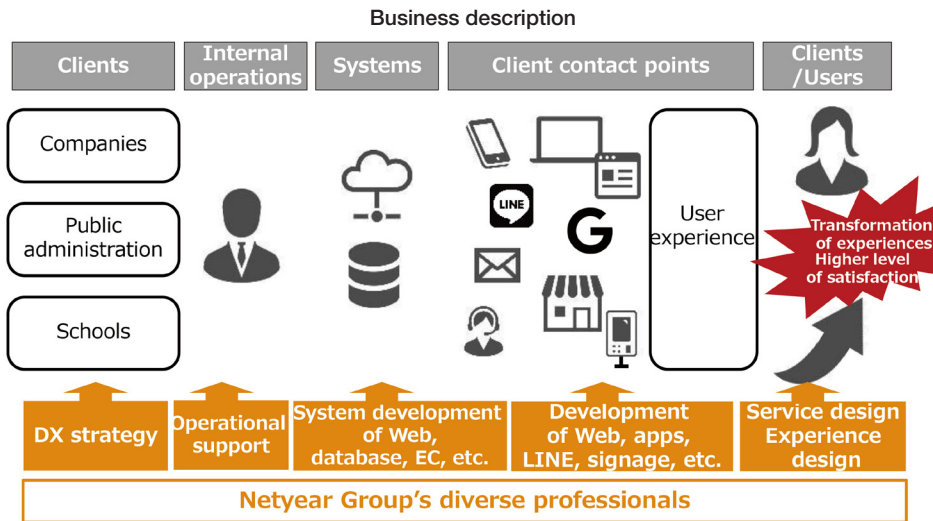 Business description
Clients
Internal
operations
Systems
Client contact points
Clients
/Users
Companies
Public
administration
Schools
LINE
G
User
experience
Transformation
of experiences
Higher level
of satisfaction
DX strategy
Operational
support
System development
of Web,
database, EC, etc.
Development
of Web, apps,
LINE, signage, etc.
Service design
Experience
design
Netyear Group's diverse professionals